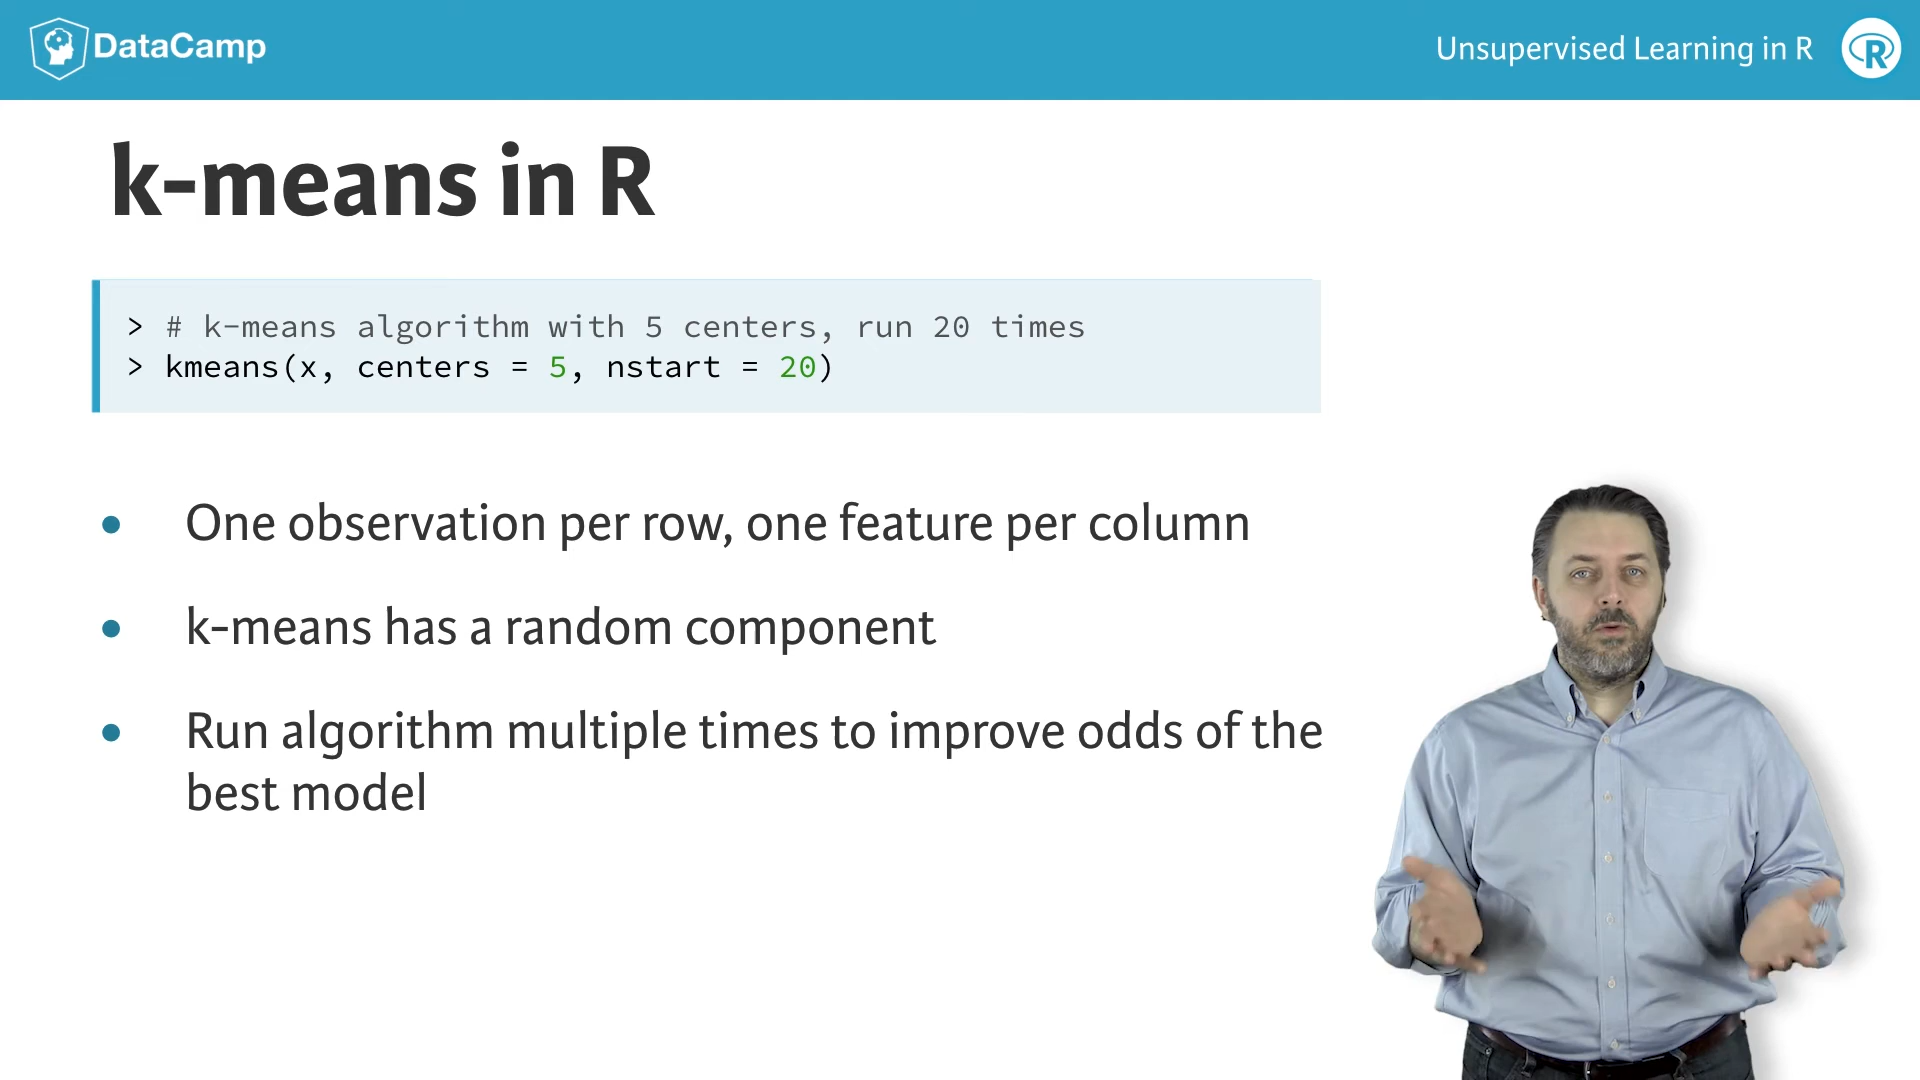 DataCamp
Unsupervised Learning in R
R
k-means in R
> # k-means algorithm with 5 centers, run 20 times
> kmeans(x, centers = 5, nstart = 20)
• One observation per row, one feature per column
• k-means has a random component
• Run algorithm multiple times to improve odds of the
best model